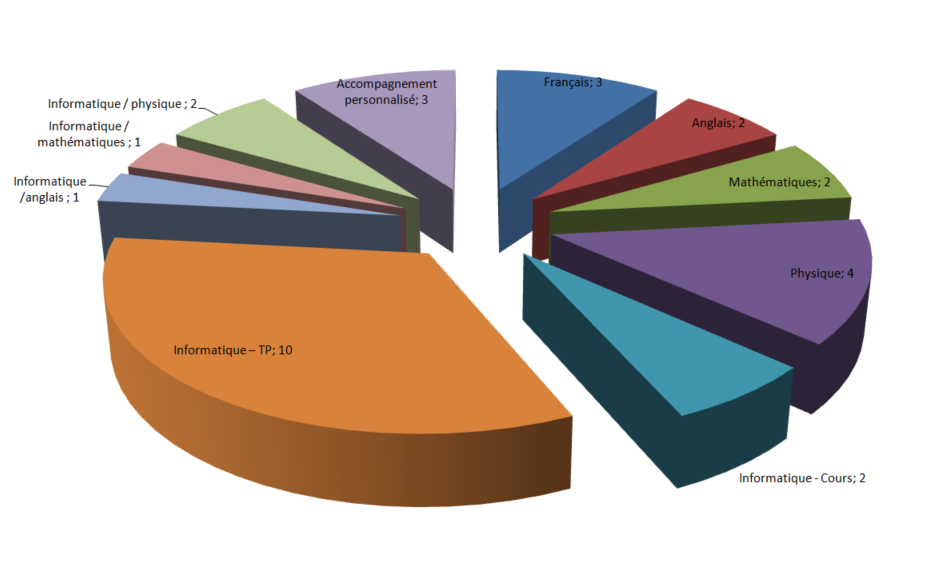 Accompagnement
personnalisé; 3
Français; 3
Informatique / physique ; 2
Anglais; 2
Informatique /
mathématiques ; 1
Mathématiques; 2
Informatique
/anglais ; 1
Physique; 4
Informatique – TP; 10
Informatique - Cours; 2